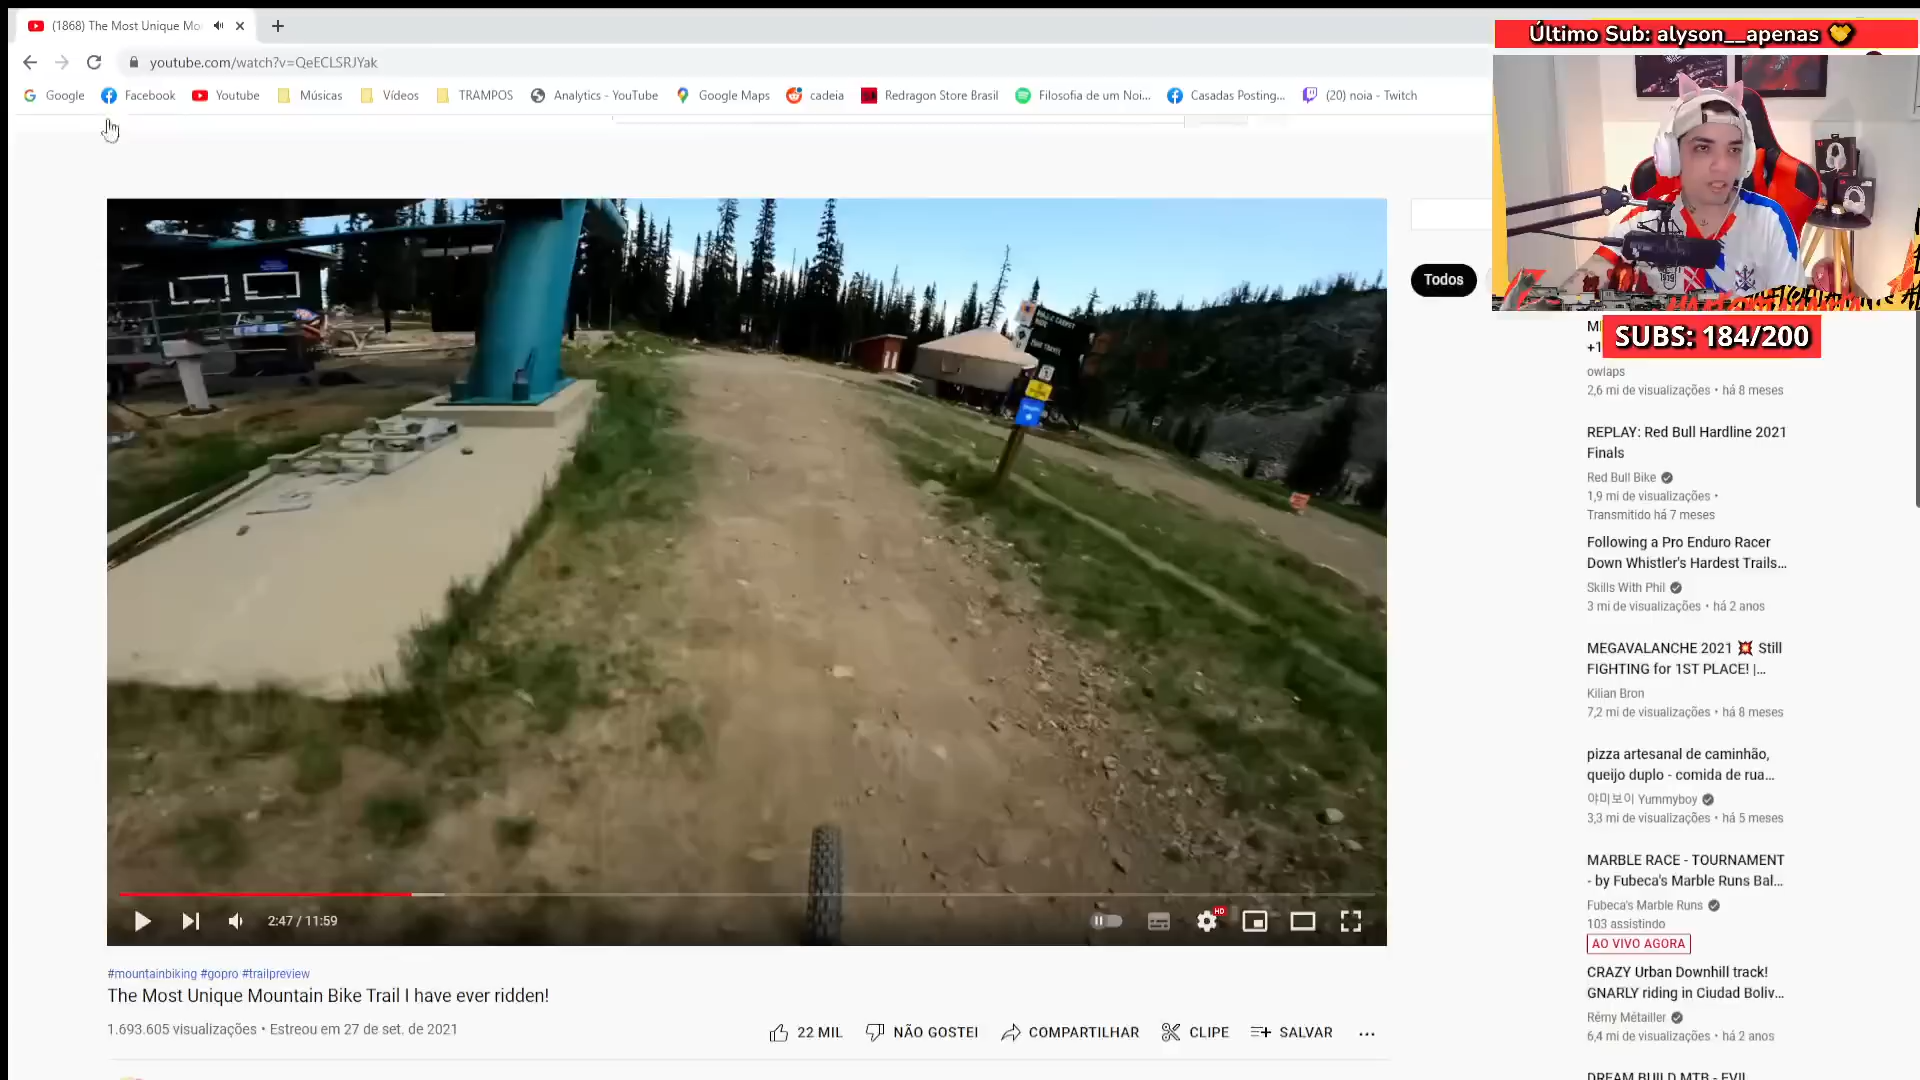 (1868) The Most Unique Mo
youtube.com/watch?v=QeECLSRJYak
Google
Facebook
Youtube
Músicas
Vídeos
TRAMPOS
Analytics - YouTube
Google Maps
cadeia
Redragon Store Brasil
Filosofia de um Noi...
Casadas Posting...
(20) noia - Twitch
Último Sub: alyson__apenas
SUBS: 184/200
Todos
owlaps
2,6 mi de visualizações • há 8 meses
REPLAY: Red Bull Hardline 2021
Finals
Red Bull Bike
1,9 mi de visualizações •
Transmitido há 7 meses
Following a Pro Enduro Racer
Down Whistler's Hardest Trails...
Skills With Phil
3 mi de visualizações • há 2 anos
MEGAVALANCHE 2021 💥 Still
FIGHTING for 1ST PLACE! |...
Kilian Bron
7,2 mi de visualizações • há 8 meses
pizza artesanal de caminhão,
queijo duplo - comida de rua...
야미보이 Yummyboy
3,3 mi de visualizações • há 5 meses
MARBLE RACE - TOURNAMENT
- by Fubeca's Marble Runs Bal...
Fubeca's Marble Runs
103 assistindo
AO VIVO AGORA
CRAZY Urban Downhill track!
GNARLY riding in Ciudad Boliv...
Rémy Métailler
6,4 mi de visualizações • há 2 anos
DREAM BUILD MTB - EVIL
2:47 / 11:59
HD
#mountainbiking #gopro #trailpreview
The Most Unique Mountain Bike Trail I have ever ridden!
1.693.605 visualizações • Estreou em 27 de set. de 2021
22 MIL
NÃO GOSTEI
COMPARTILHAR
CLIPE
SALVAR